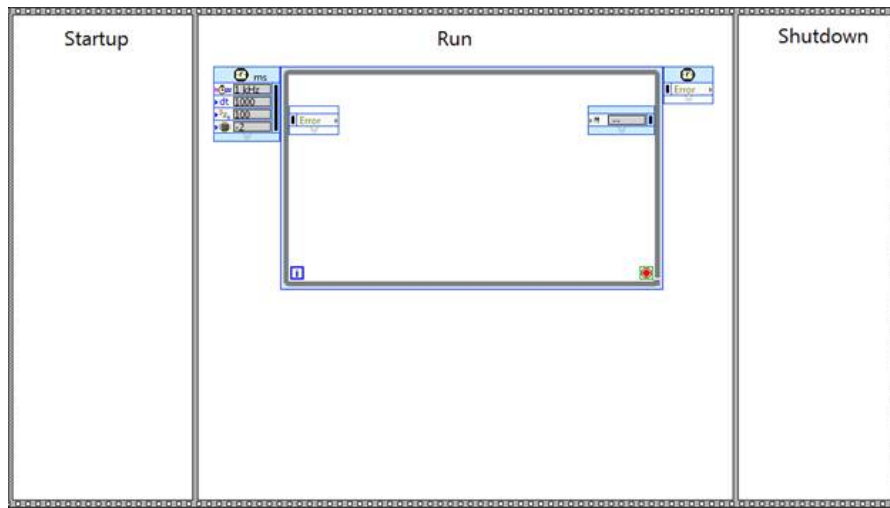 Startup
Run
Shutdown
ms
1 kHz
dt 1000
100
-2
Error
Error
--
i